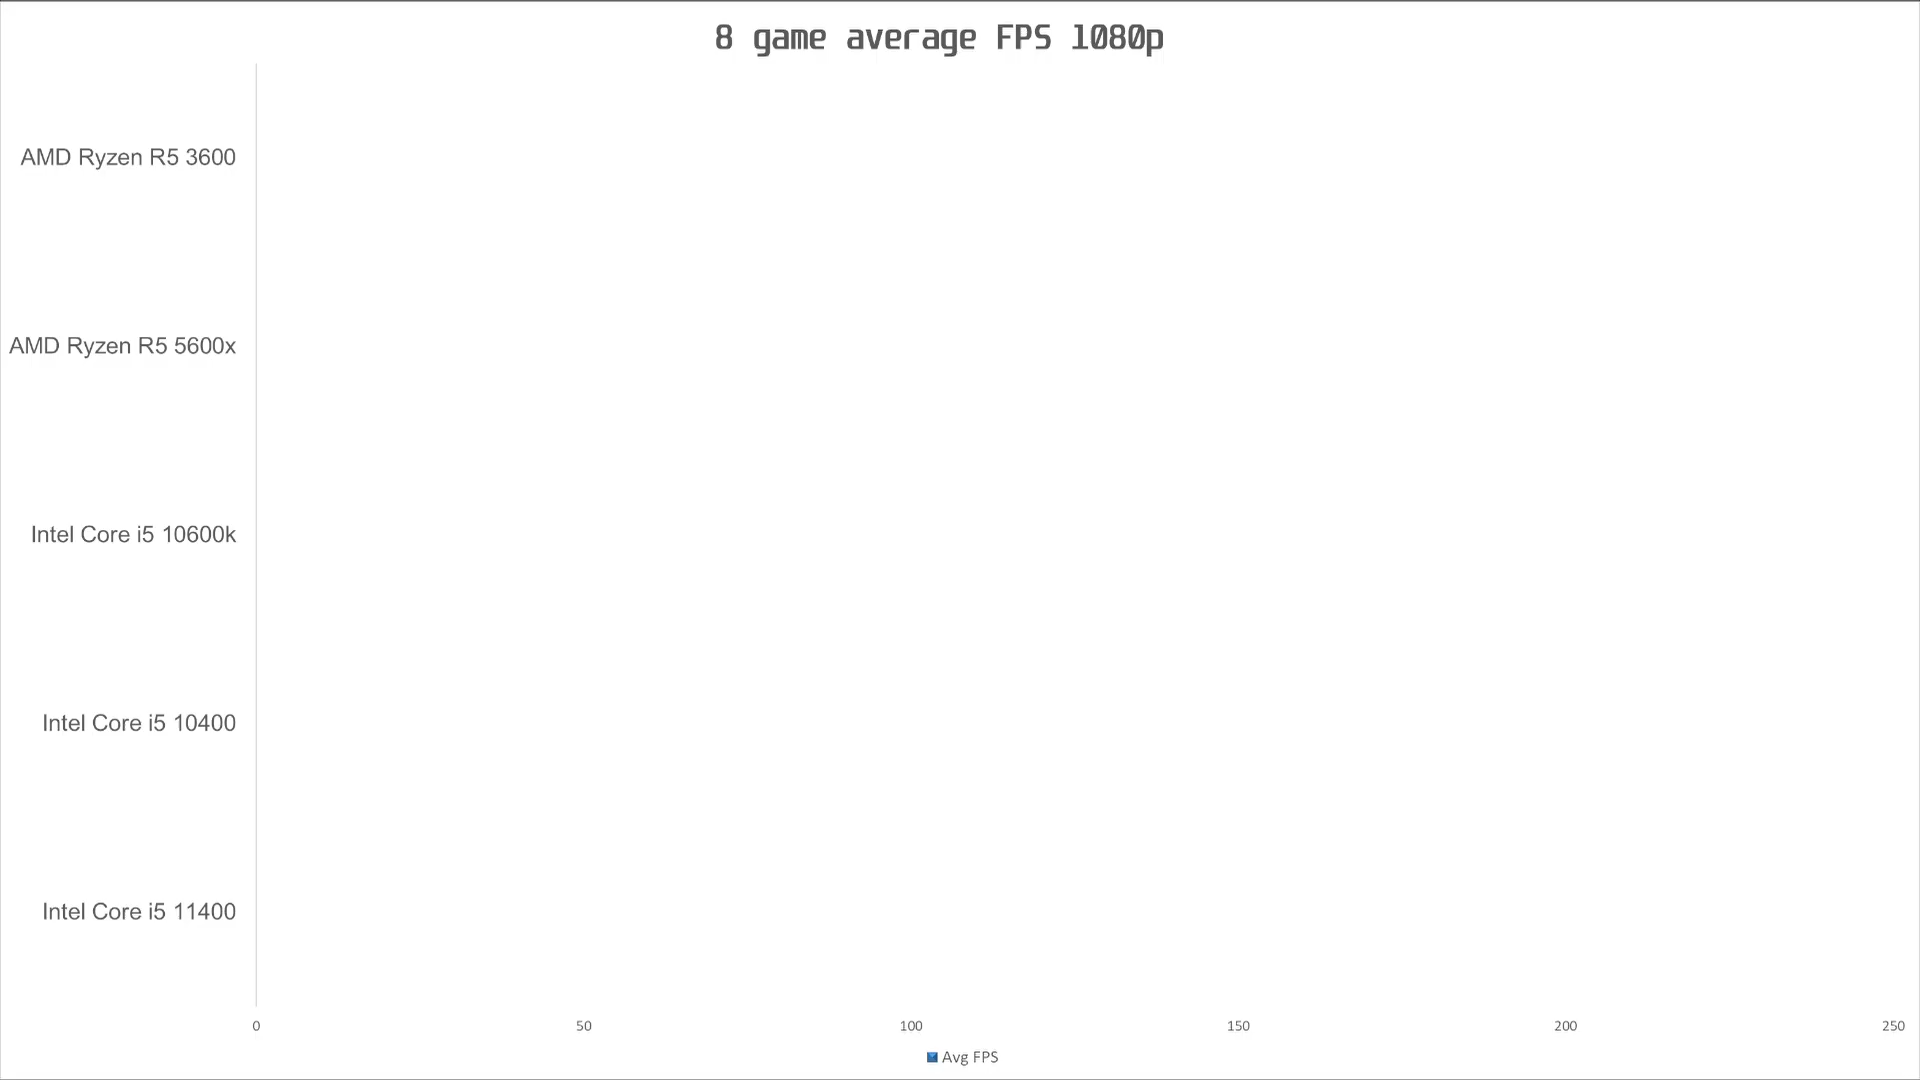 8 game average FPS 1080p
AMD Ryzen R5 3600
AMD Ryzen R5 5600x
Intel Core i5 10600k
Intel Core i5 10400
Intel Core i5 11400
0 50 100 150 200 250
Avg FPS